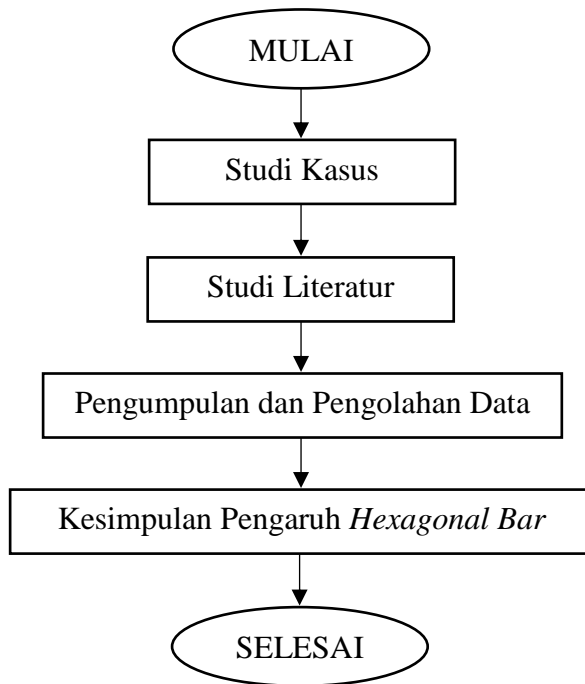 MULAI
Studi Kasus
Studi Literatur
Pengumpulan dan Pengolahan Data
Kesimpulan Pengaruh Hexagonal Bar
SELESAI